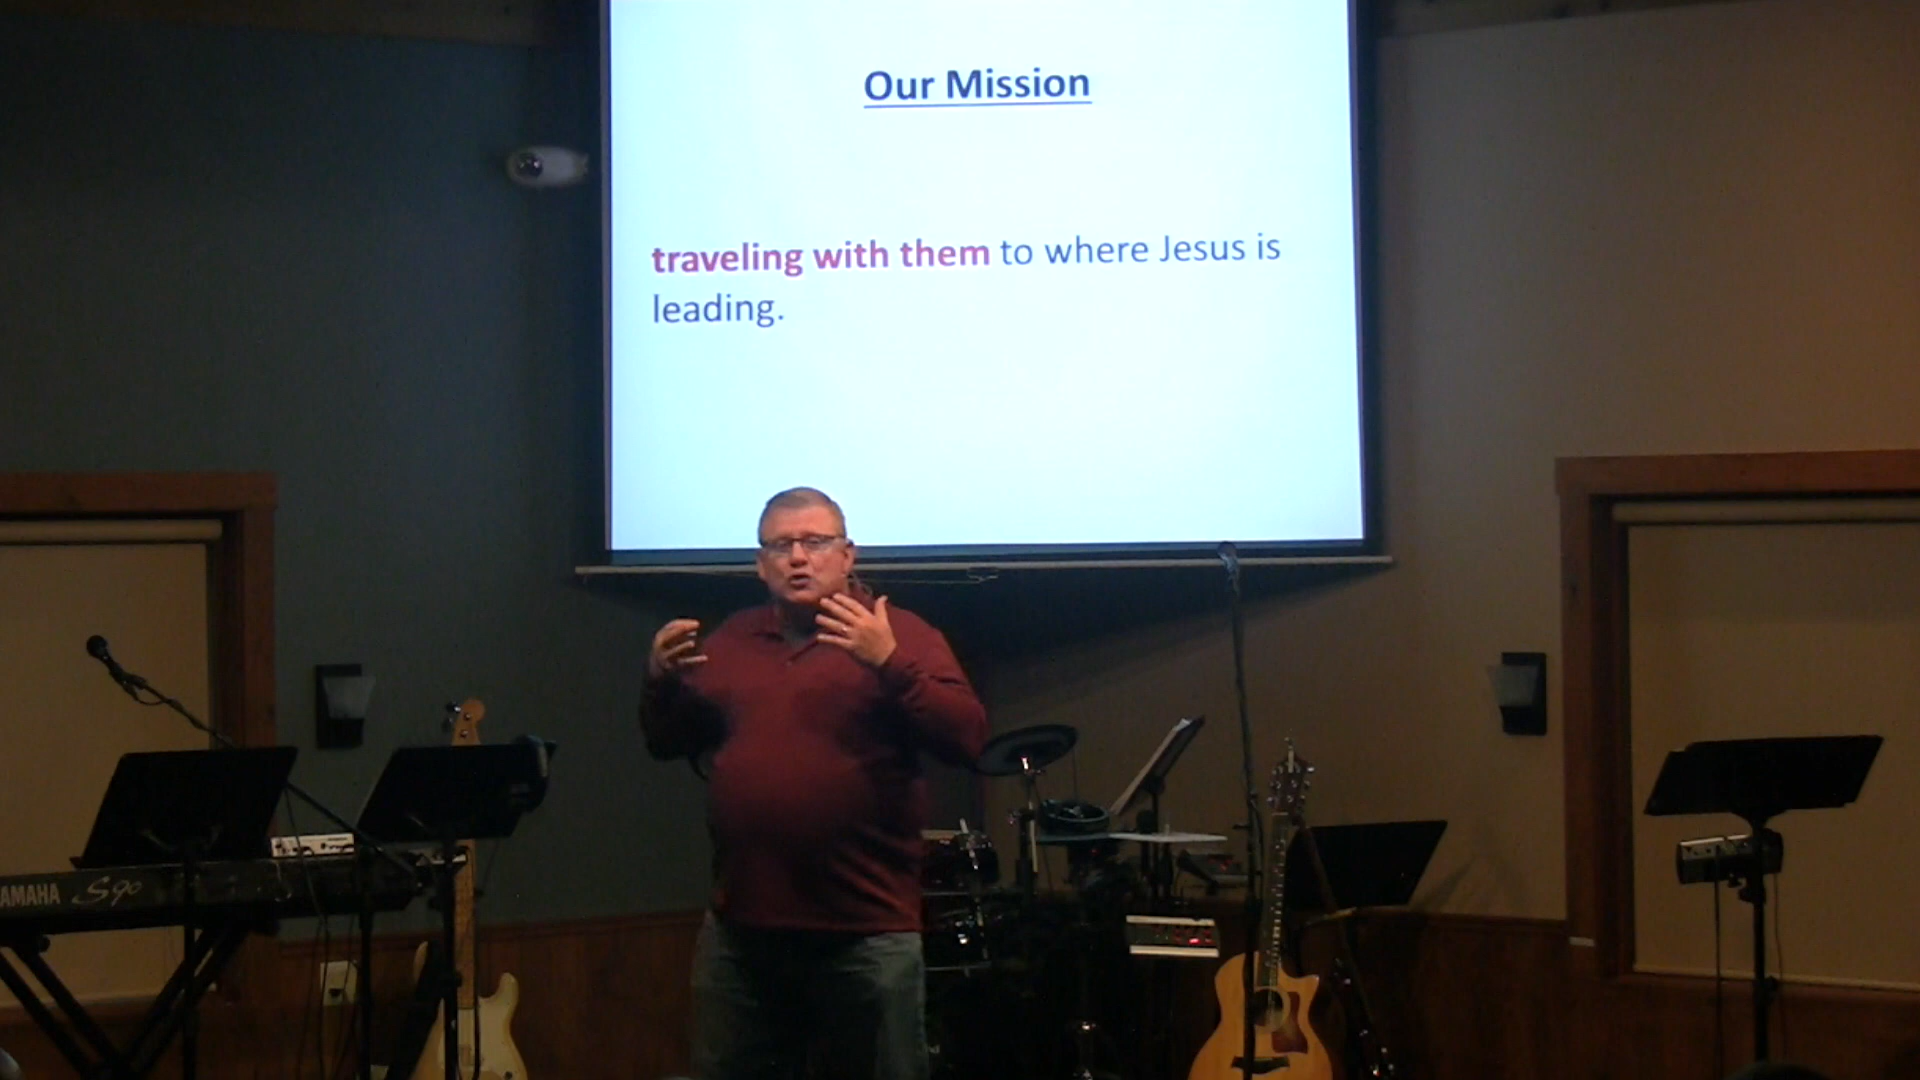 Our Mission
traveling with them to where Jesus is
leading.
YAMAHA S90